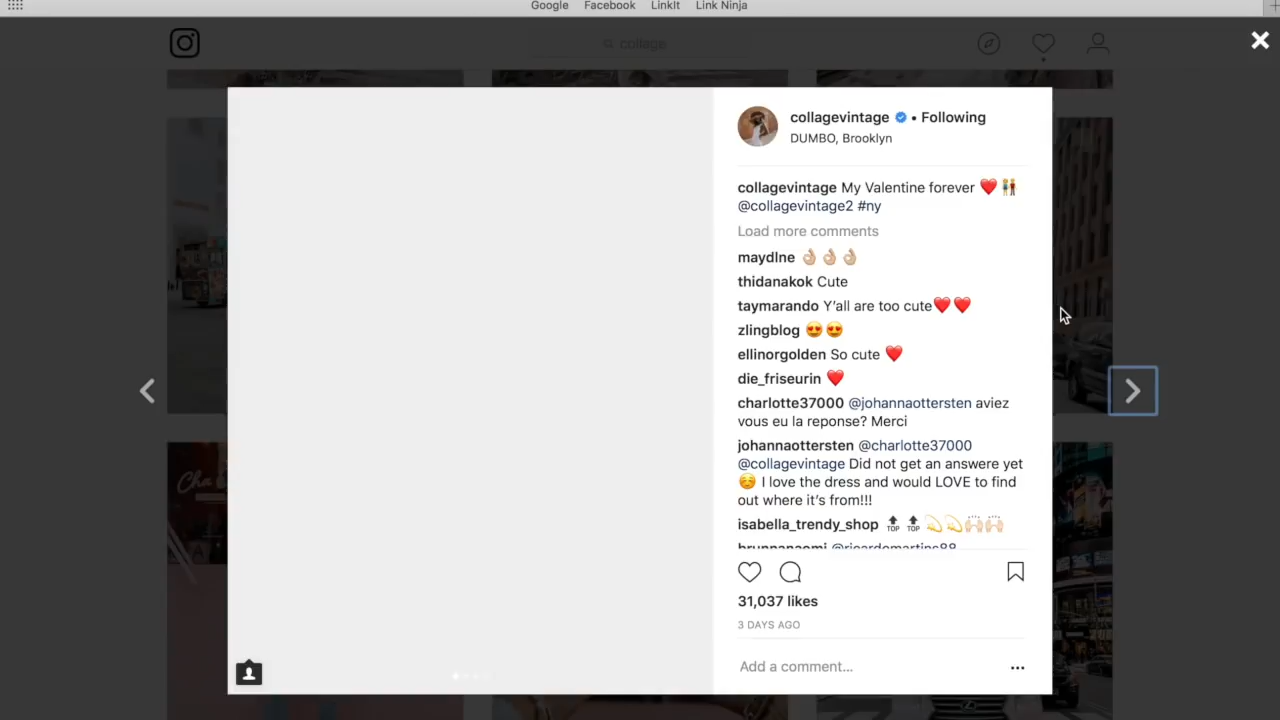 Google Facebook LinkIt Link Ninja
collage
collagevintage • Following
DUMBO, Brooklyn
collagevintage My Valentine forever ❤️👫
@collagevintage2 #ny
Load more comments
maydlne 👌🏼👌🏼👌🏼
thidanakok Cute
taymarando Y'all are too cute❤️❤️
zlingblog 😍😍
ellinorgolden So cute ❤️
die_friseurin ❤️
charlotte37000 @johannaottersten aviez
vous eu la reponse? Merci
johannaottersten @charlotte37000
@collagevintage Did not get an answere yet
☺️ I love the dress and would LOVE to find
out where it's from!!!
isabella_trendy_shop 🔝🔝💫💫🙌🏻🙌🏻
brunnanaomi @ricardomartins88
31,037 likes
3 DAYS AGO
Add a comment...